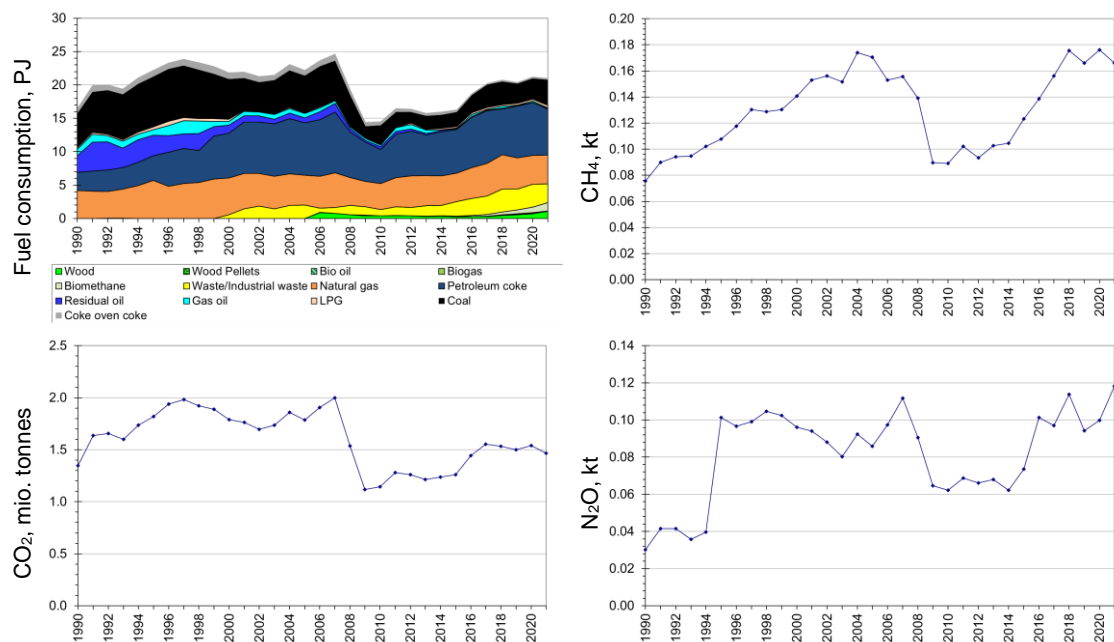 Fuel consumption, PJ
30
25
20
15
10
5
0
1990 1992 1994 1996 1998 2000 2002 2004 2006 2008 2010 2012 2014 2016 2018 2020
Wood Wood Pellets Bio oil Biogas
Biomethane Waste/Industrial waste Natural gas Petroleum coke
Residual oil Gas oil LPG Coal
Coke oven coke
CH₄, kt
0.20
0.18
0.16
0.14
0.12
0.10
0.08
0.06
0.04
0.02
0.00
1990 1992 1994 1996 1998 2000 2002 2004 2006 2008 2010 2012 2014 2016 2018 2020
CO₂, mio. tonnes
2.5
2.0
1.5
1.0
0.5
0.0
1990 1992 1994 1996 1998 2000 2002 2004 2006 2008 2010 2012 2014 2016 2018 2020
N₂O, kt
0.14
0.12
0.10
0.08
0.06
0.04
0.02
0.00
1990 1992 1994 1996 1998 2000 2002 2004 2006 2008 2010 2012 2014 2016 2018 2020